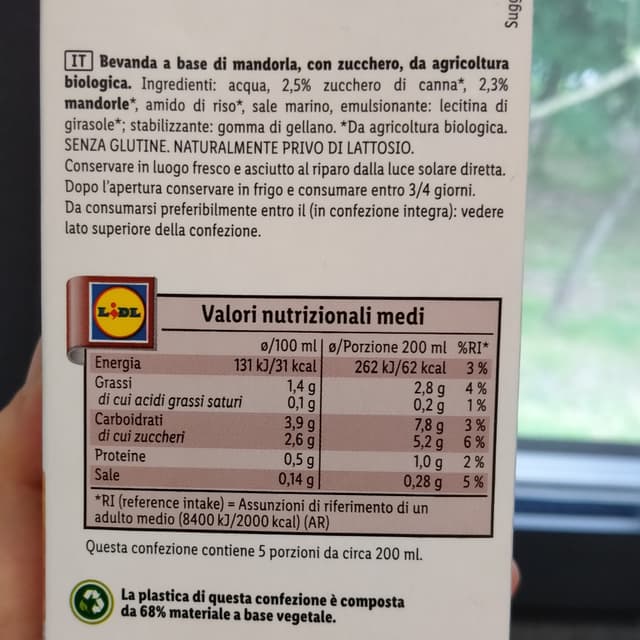 Sugg
IT Bevanda a base di mandorla, con zucchero, da agricoltura
biologica. Ingredienti: acqua, 2,5% zucchero di canna*, 2,3%
mandorle*, amido di riso*, sale marino, emulsionante: lecitina di
girasole*; stabilizzante: gomma di gellano. *Da agricoltura biologica.
SENZA GLUTINE. NATURALMENTE PRIVO DI LATTOSIO.
Conservare in luogo fresco e asciutto al riparo dalla luce solare diretta.
Dopo l'apertura conservare in frigo e consumare entro 3/4 giorni.
Da consumarsi preferibilmente entro il (in confezione integra): vedere
lato superiore della confezione.
LIDL
Valori nutrizionali medi
ø/100 ml ø/Porzione 200 ml %RI*
Energia 131 kJ/31 kcal 262 kJ/62 kcal 3 %
Grassi 1,4 g 2,8 g 4 %
di cui acidi grassi saturi 0,1 g 0,2 g 1 %
Carboidrati 3,9 g 7,8 g 3 %
di cui zuccheri 2,6 g 5,2 g 6 %
Proteine 0,5 g 1,0 g 2 %
Sale 0,14 g 0,28 g 5 %
*RI (reference intake) = Assunzioni di riferimento di un
adulto medio (8400 kJ/2000 kcal) (AR)
Questa confezione contiene 5 porzioni da circa 200 ml.
La plastica di questa confezione è composta
da 68% materiale a base vegetale.